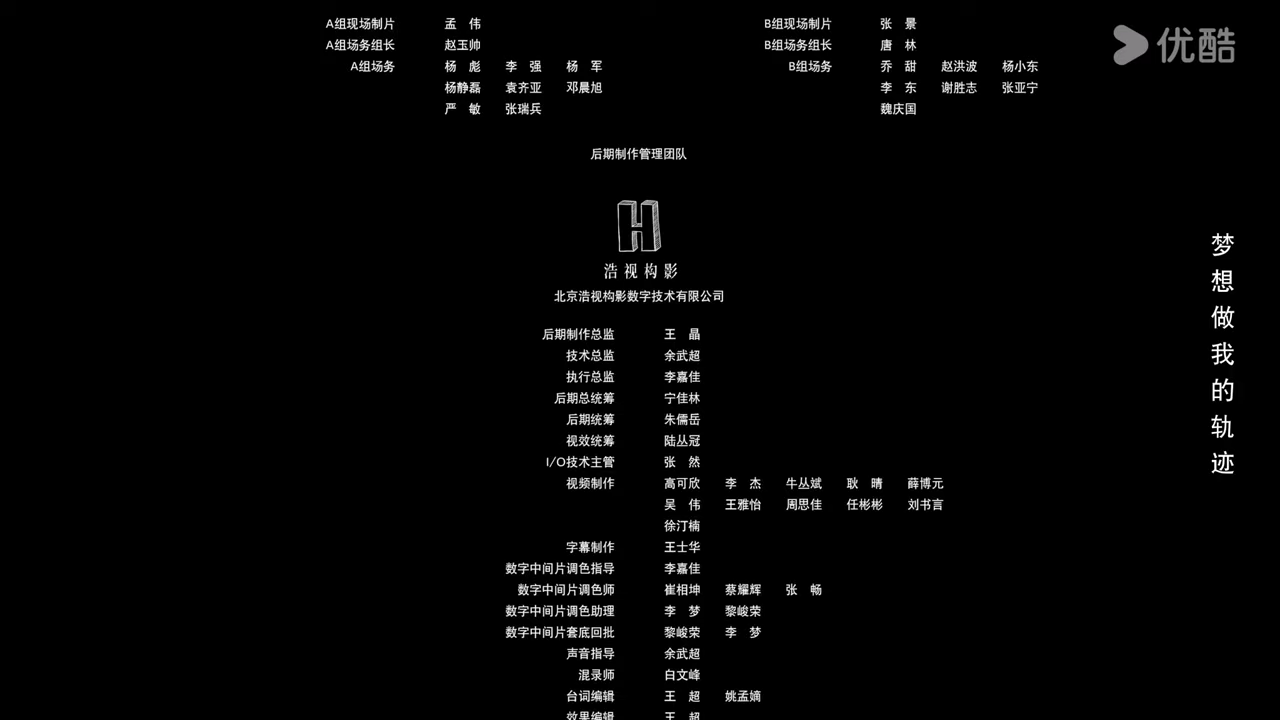 A组现场制片 孟 伟 B组现场制片 张 景
A组场务组长 赵玉帅 B组场务组长 唐 林
A组场务 杨 彪 李 强 杨 军 B组场务 乔 甜 赵洪波 杨小东
杨静磊 袁齐亚 邓晨旭 李 东 谢胜志 张亚宁
严 敏 张瑞兵 魏庆国
优酷
后期制作管理团队
H
浩视构影
北京浩视构影数字技术有限公司
后期制作总监 王 晶
技术总监 余武超
执行总监 李嘉佳
后期总统筹 宁佳林
后期统筹 朱儒岳
视效统筹 陆丛冠
I/O技术主管 张 然
视频制作 高可欣 李 杰 牛丛斌 耿 晴 薛博元
吴 伟 王雅怡 周思佳 任彬彬 刘书言
徐汀楠
字幕制作 王士华
数字中间片调色指导 李嘉佳
数字中间片调色师 崔相坤 蔡耀辉 张 畅
数字中间片调色助理 李 梦 黎峻荣
数字中间片套底回批 黎峻荣 李 梦
声音指导 余武超
混录师 白文峰
台词编辑 王 超 姚孟嫡
效果编辑 王 超
梦想做我的轨迹